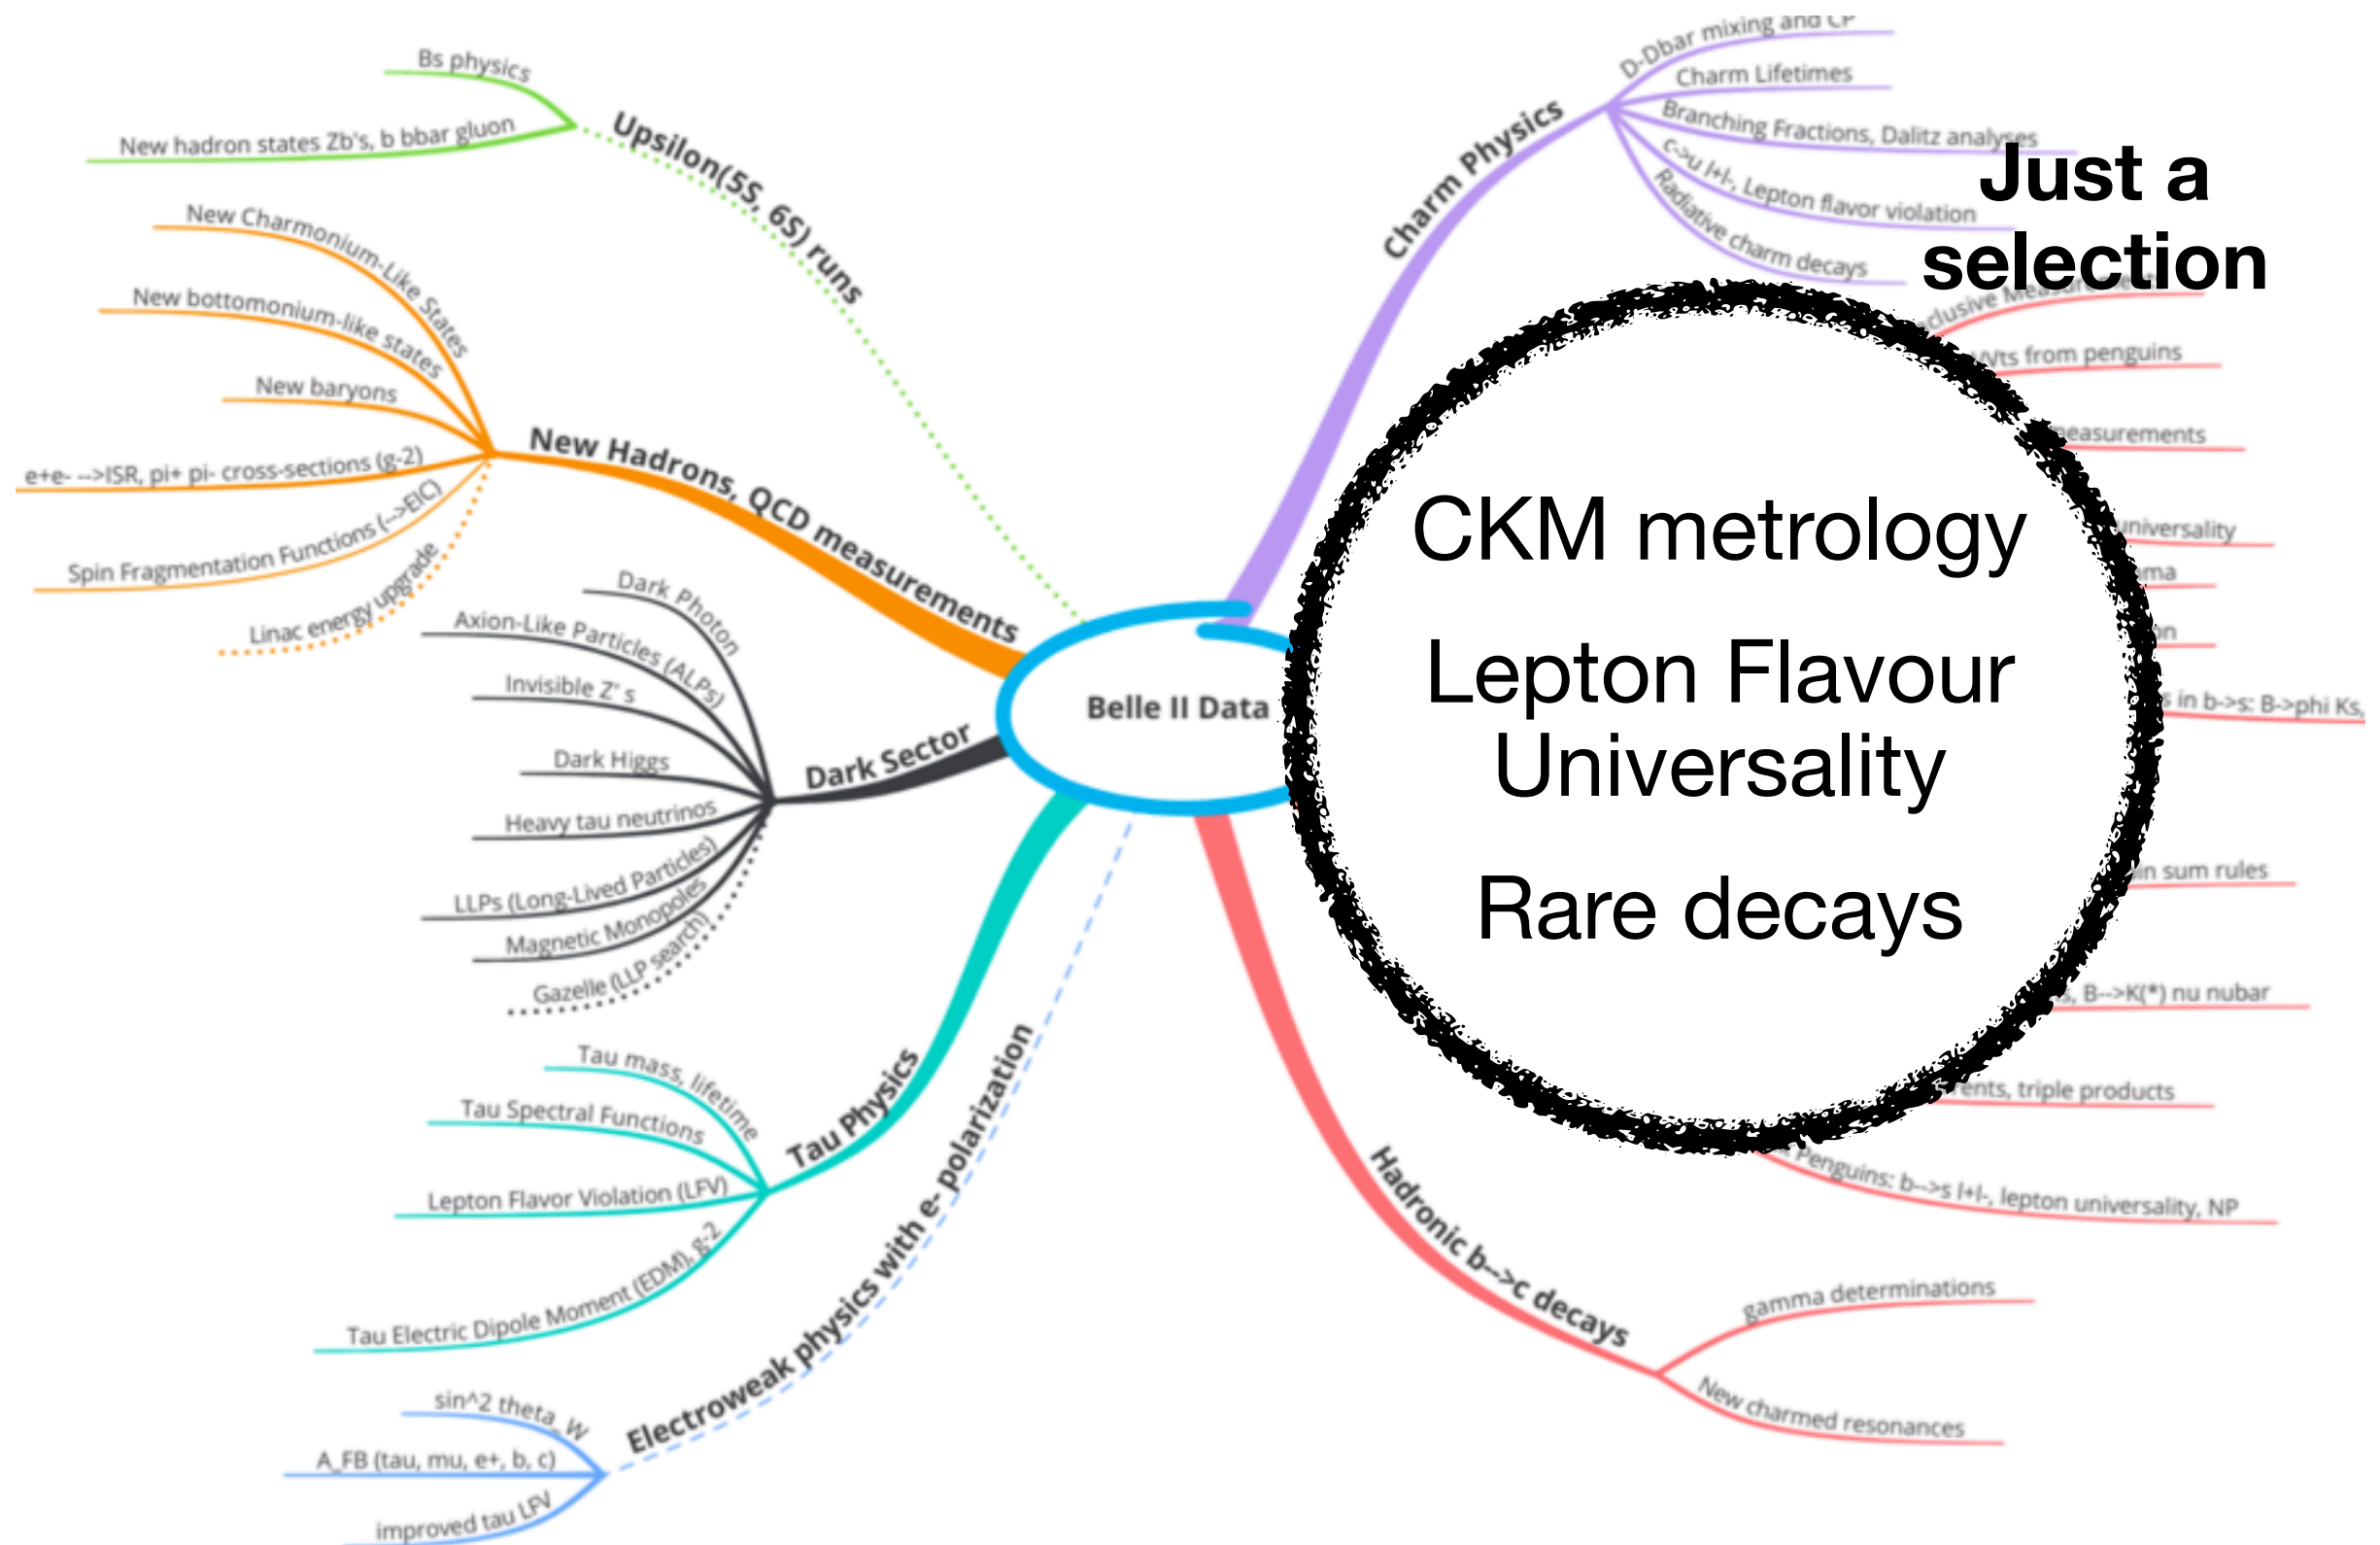 Bs physics
New hadron states Zb's, b bbar gluon
Upsilon(5S, 6S) runs
New Charmonium-Like States
New bottomonium-like states
New baryons
e+e- -->ISR, pi+ pi- cross-sections (g-2)
Spin Fragmentation Functions (-->EIC)
Linac energy upgrade
New Hadrons, QCD measurements
Dark Photon
Axion-Like Particles (ALPs)
Invisible Z' s
Dark Higgs
Heavy tau neutrinos
LLPs (Long-Lived Particles)
Magnetic Monopoles
Gazelle (LLP search)
Dark Sector
Tau mass, lifetime
Tau Spectral Functions
Lepton Flavor Violation (LFV)
Tau Electric Dipole Moment (EDM), g-2
Tau Physics
sin^2 theta_W
A_FB (tau, mu, e+, b, c)
improved tau LFV
Electroweak physics with e- polarization
Belle II Data
Charm Physics
D-Dbar mixing and CP
Charm Lifetimes
Branching Fractions, Dalitz analyses
c->u l+l-, Lepton flavor violation
Radiative charm decays
Just a
selection
CKM metrology
Lepton Flavour
Universality
Rare decays
from penguins
measurements
universality
in b->s: B->phi Ks,
in sum rules
B-->K(*) nu nubar
triple products
Penguins: b-->s l+l-, lepton universality, NP
Hadronic b-->c decays
gamma determinations
New charmed resonances